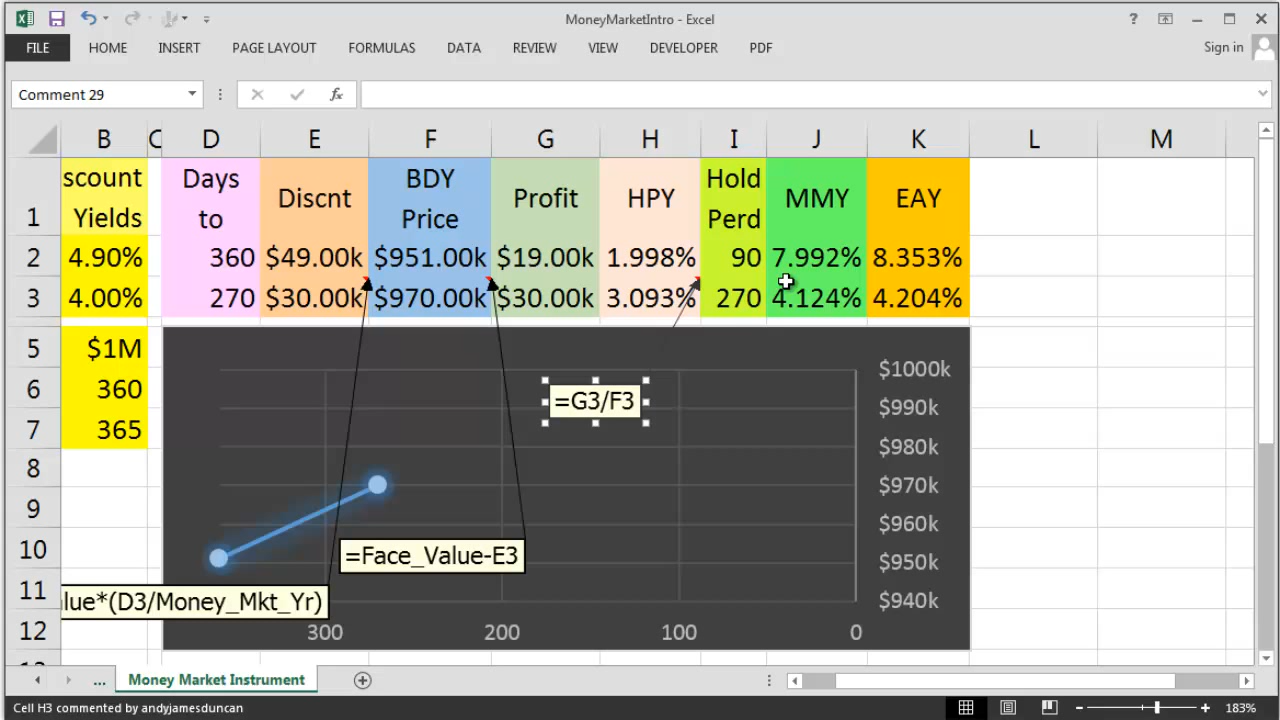 MoneyMarketIntro - Excel
?
FILE HOME INSERT PAGE LAYOUT FORMULAS DATA REVIEW VIEW DEVELOPER PDF Sign in
Comment 29 fx
B C D E F G H I J K L M
1 scount Yields Days to Discnt BDY Price Profit HPY Hold Perd MMY EAY
2 4.90% 360 $49.00k $951.00k $19.00k 1.998% 90 7.992% 8.353%
3 4.00% 270 $30.00k $970.00k $30.00k 3.093% 270 4.124% 4.204%
5 $1M $1000k
6 360 =G3/F3 $990k
7 365 $980k
8 $970k
9 $960k
10 =Face_Value-E3 $950k
11 lue*(D3/Money_Mkt_Yr) $940k
12 300 200 100 0
... Money Market Instrument
Cell H3 commented by andyjamesduncan 183%